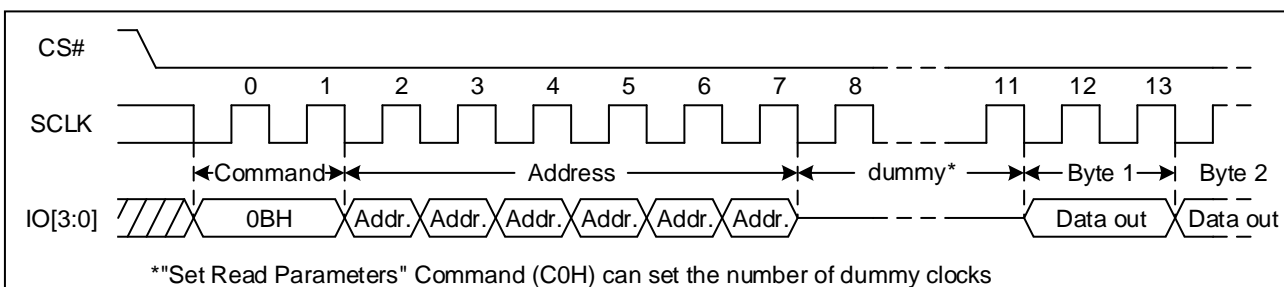 CS#
0 1 2 3 4 5 6 7 8 11 12 13
SCLK
Command Address dummy* Byte 1 Byte 2
IO[3:0] 0BH Addr. Addr. Addr. Addr. Addr. Addr. Data out Data out
*"Set Read Parameters" Command (C0H) can set the number of dummy clocks